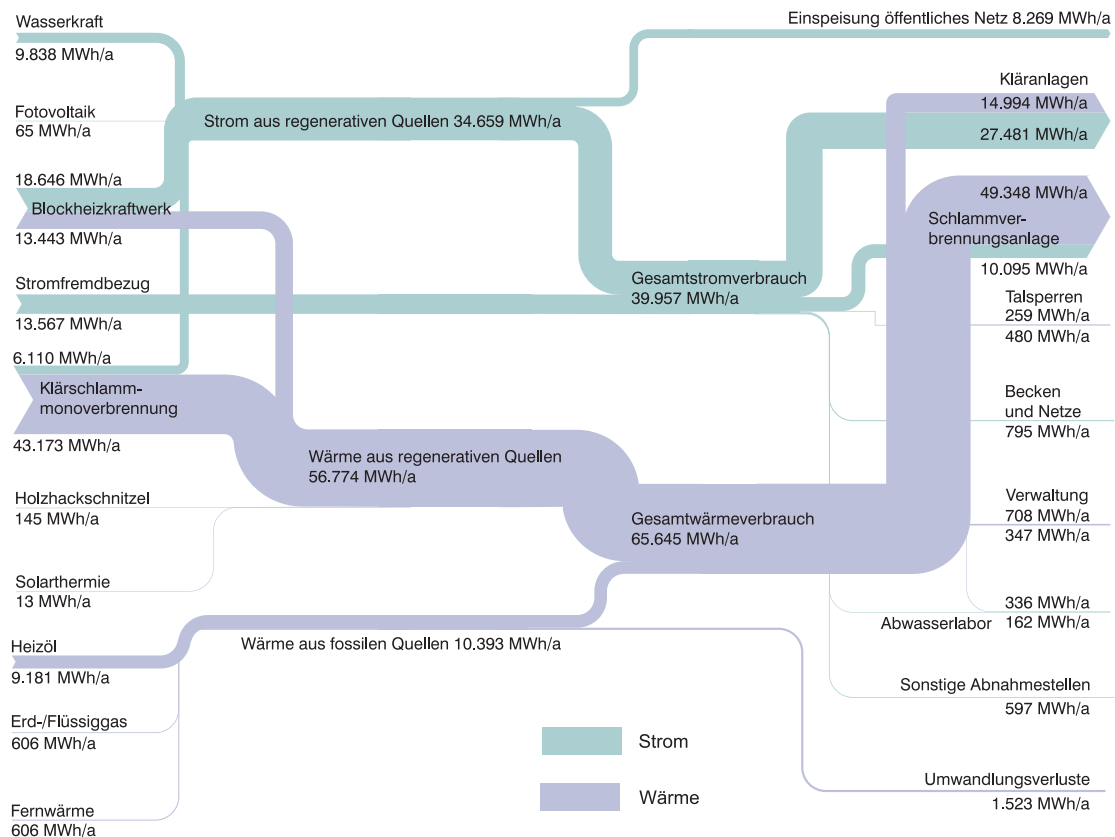 Wasserkraft
9.838 MWh/a
Fotovoltaik
65 MWh/a
18.646 MWh/a
Blockheizkraftwerk
13.443 MWh/a
Stromfremdbezug
13.567 MWh/a
6.110 MWh/a
Klärschlamm-
monoverbrennung
43.173 MWh/a
Holzhackschnitzel
145 MWh/a
Solarthermie
13 MWh/a
Heizöl
9.181 MWh/a
Erd-/Flüssiggas
606 MWh/a
Fernwärme
606 MWh/a
Strom aus regenerativen Quellen 34.659 MWh/a
Wärme aus regenerativen Quellen
56.774 MWh/a
Wärme aus fossilen Quellen 10.393 MWh/a
Gesamtstromverbrauch
39.957 MWh/a
Gesamtwärmeverbrauch
65.645 MWh/a
Strom
Wärme
Einspeisung öffentliches Netz 8.269 MWh/a
Kläranlagen
14.994 MWh/a
27.481 MWh/a
49.348 MWh/a
Schlammver-
brennungsanlage
10.095 MWh/a
Talsperren
259 MWh/a
480 MWh/a
Becken
und Netze
795 MWh/a
Verwaltung
708 MWh/a
347 MWh/a
336 MWh/a
Abwasserlabor 162 MWh/a
Sonstige Abnahmestellen
597 MWh/a
Umwandlungsverluste
1.523 MWh/a